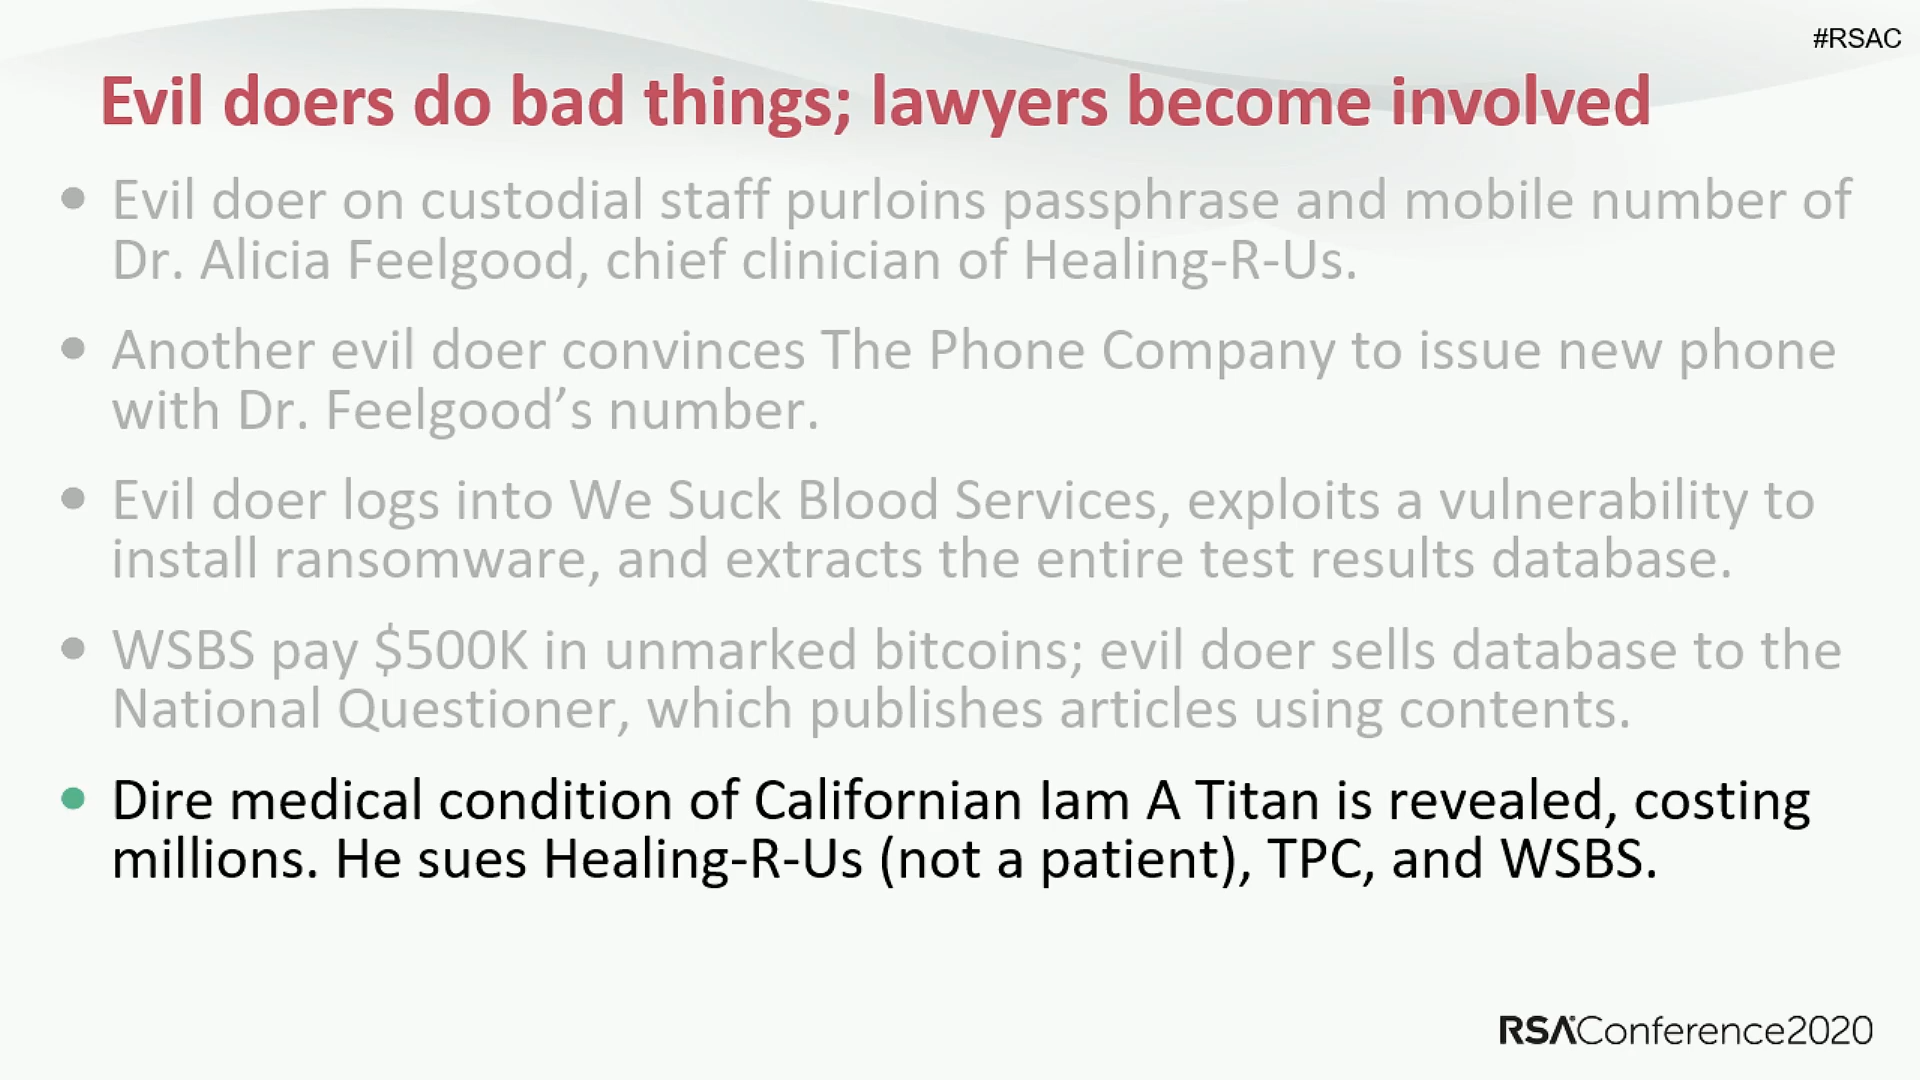 #RSAC
Evil doers do bad things; lawyers become involved
• Evil doer on custodial staff purloins passphrase and mobile number of
Dr. Alicia Feelgood, chief clinician of Healing-R-Us.
• Another evil doer convinces The Phone Company to issue new phone
with Dr. Feelgood’s number.
• Evil doer logs into We Suck Blood Services, exploits a vulnerability to
install ransomware, and extracts the entire test results database.
• WSBS pay $500K in unmarked bitcoins; evil doer sells database to the
National Questioner, which publishes articles using contents.
• Dire medical condition of Californian Iam A Titan is revealed, costing
millions. He sues Healing-R-Us (not a patient), TPC, and WSBS.
RSAConference2020